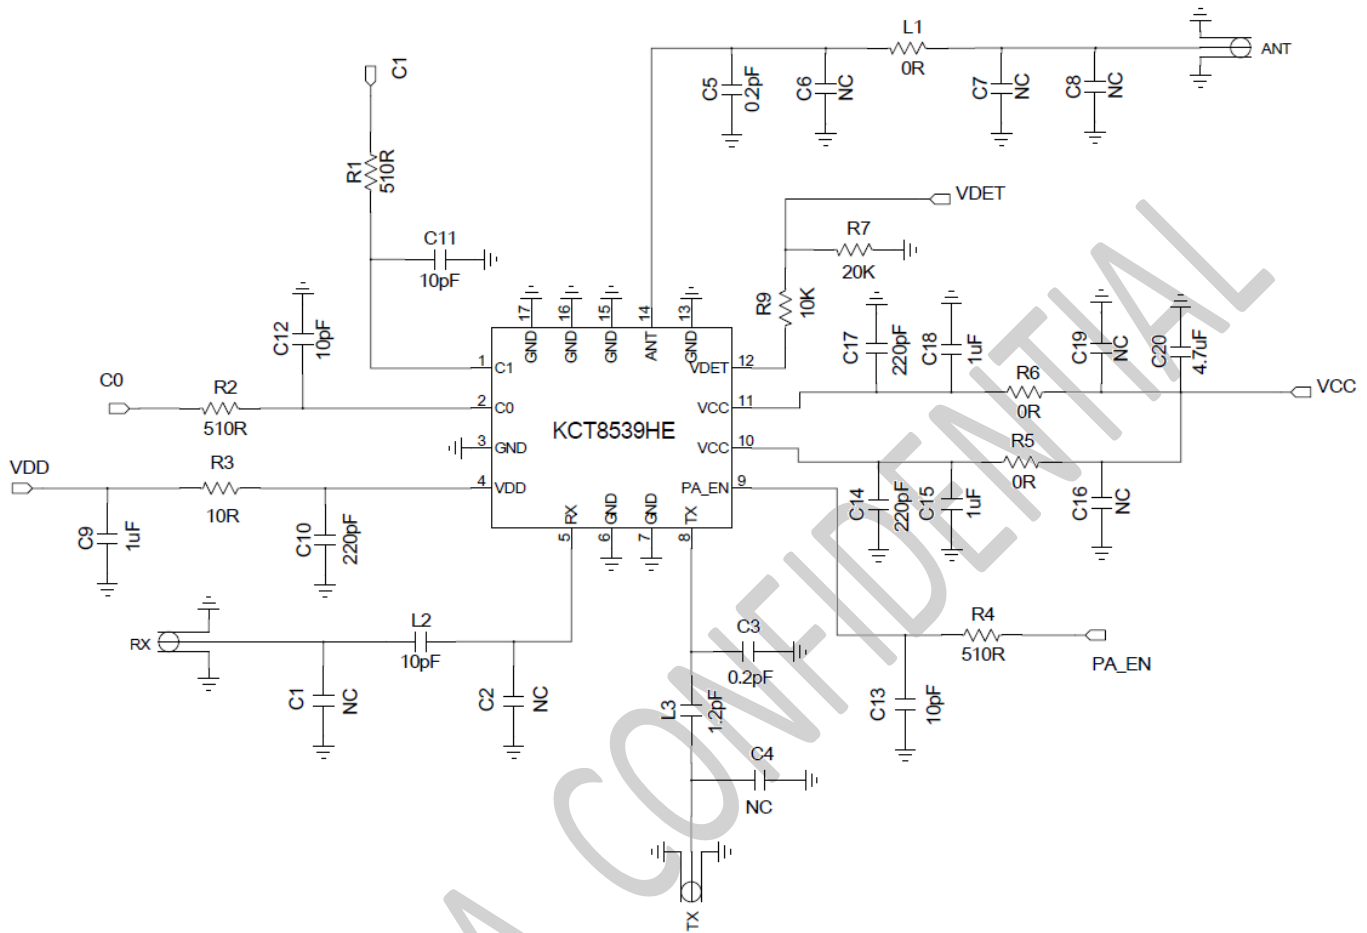 L1
0R
ANT
C5
0.2pF
C6
NC
C7
NC
C8
NC
C1
R1
510R
C11
10pF
VDET
R7
20K
R9
10K
C12
10pF
C17
220pF
C18
1uF
C19
NC
C20
4.7uF
17
GND
16
GND
15
GND
14
ANT
13
GND
1
C1
12
VDET
C0
R2
510R
2
C0
11
VCC
R6
0R
VCC
KCT8539HE
3
GND
10
VCC
R5
0R
VDD
R3
10R
4
VDD
9
PA_EN
C14
220pF
C15
1uF
C16
NC
C9
1uF
C10
220pF
5
RX
6
GND
7
GND
8
TX
RX
L2
10pF
C1
NC
C2
NC
C3
0.2pF
L3
1.2pF
C4
NC
TX
R4
510R
PA_EN
C13
10pF
A CONFIDENTIAL